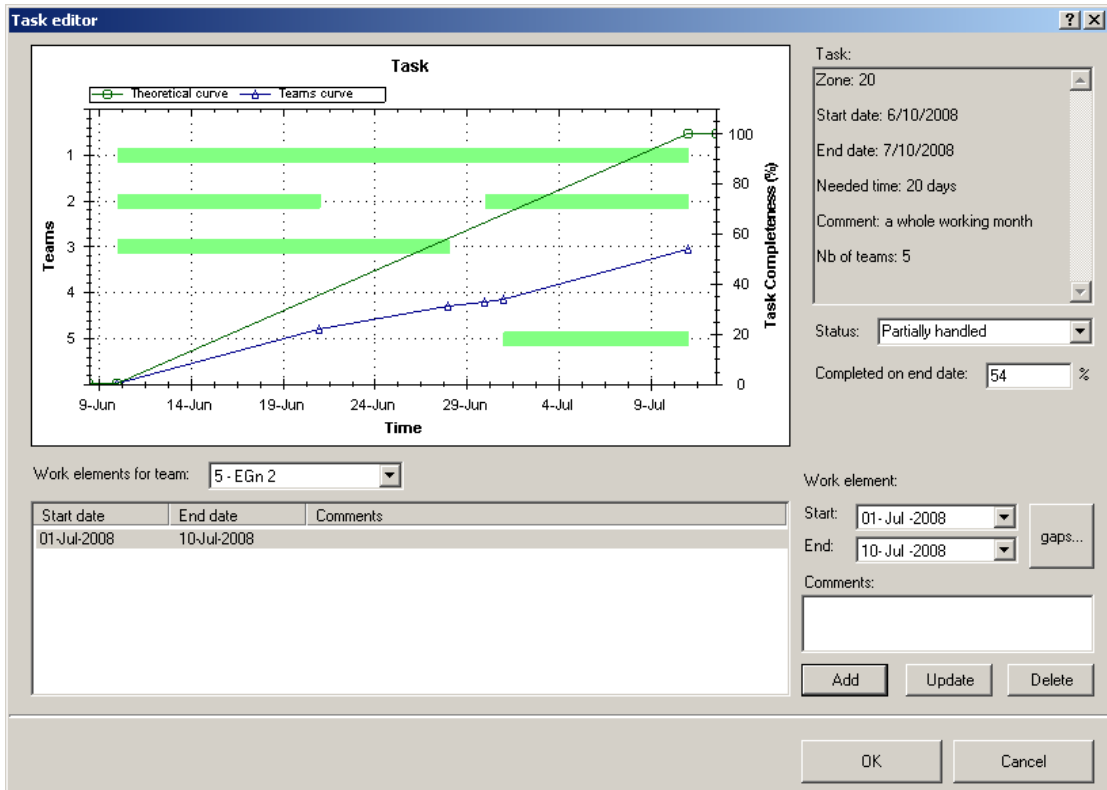 Task editor
Task
Theoretical curve
Teams curve
Teams
1
2
3
4
5
100
80
60
40
20
0
Task Completeness (%)
9-Jun
14-Jun
19-Jun
24-Jun
29-Jun
4-Jul
9-Jul
Time
Task:
Zone: 20
Start date: 6/10/2008
End date: 7/10/2008
Needed time: 20 days
Comment: a whole working month
Nb of teams: 5
Status: Partially handled
Completed on end date: 54 %
Work elements for team: 5 - EGn 2
Start date End date Comments
01-Jul-2008 10-Jul-2008
Work element:
Start: 01- Jul -2008
End: 10- Jul -2008
gaps...
Comments:
Add Update Delete
OK Cancel